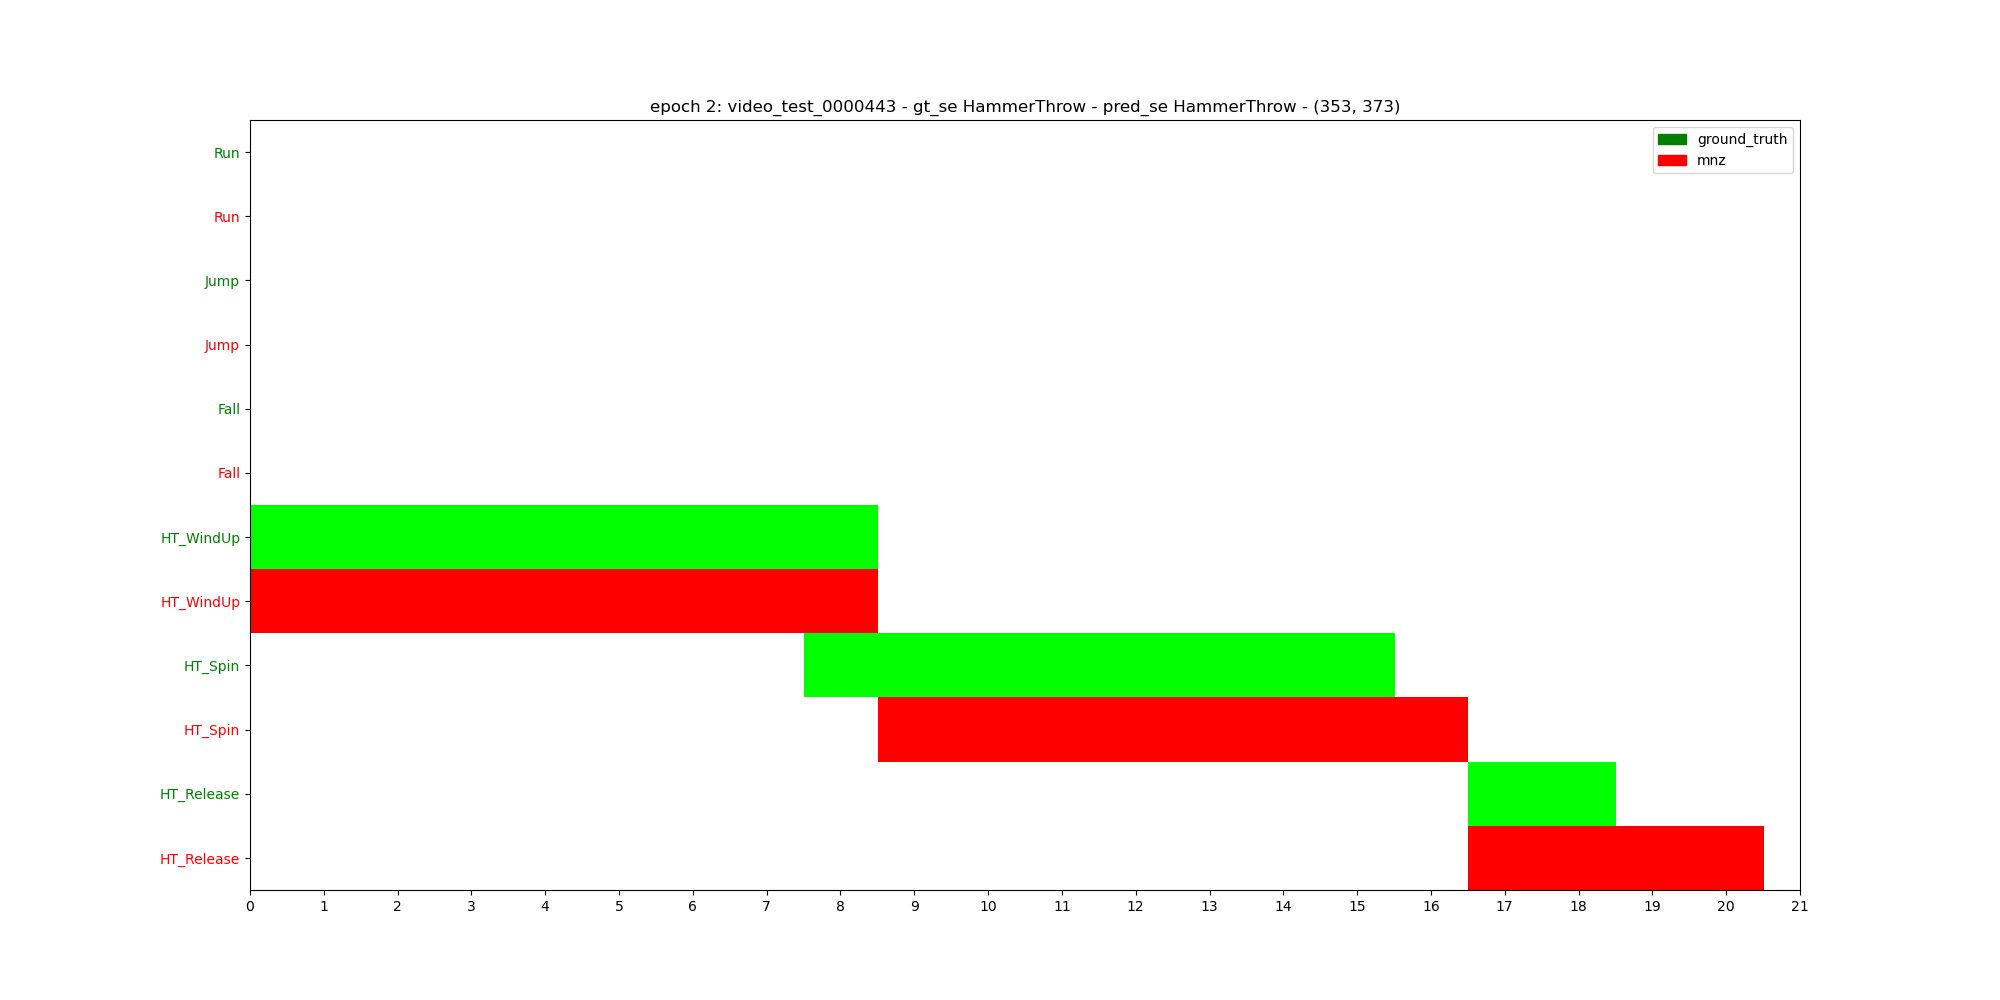 epoch 2: video_test_0000443 - gt_se HammerThrow - pred_se HammerThrow - (353, 373)
ground_truth
mnz
Run
Run
Jump
Jump
Fall
Fall
HT_WindUp
HT_WindUp
HT_Spin
HT_Spin
HT_Release
HT_Release
0 1 2 3 4 5 6 7 8 9 10 11 12 13 14 15 16 17 18 19 20 21